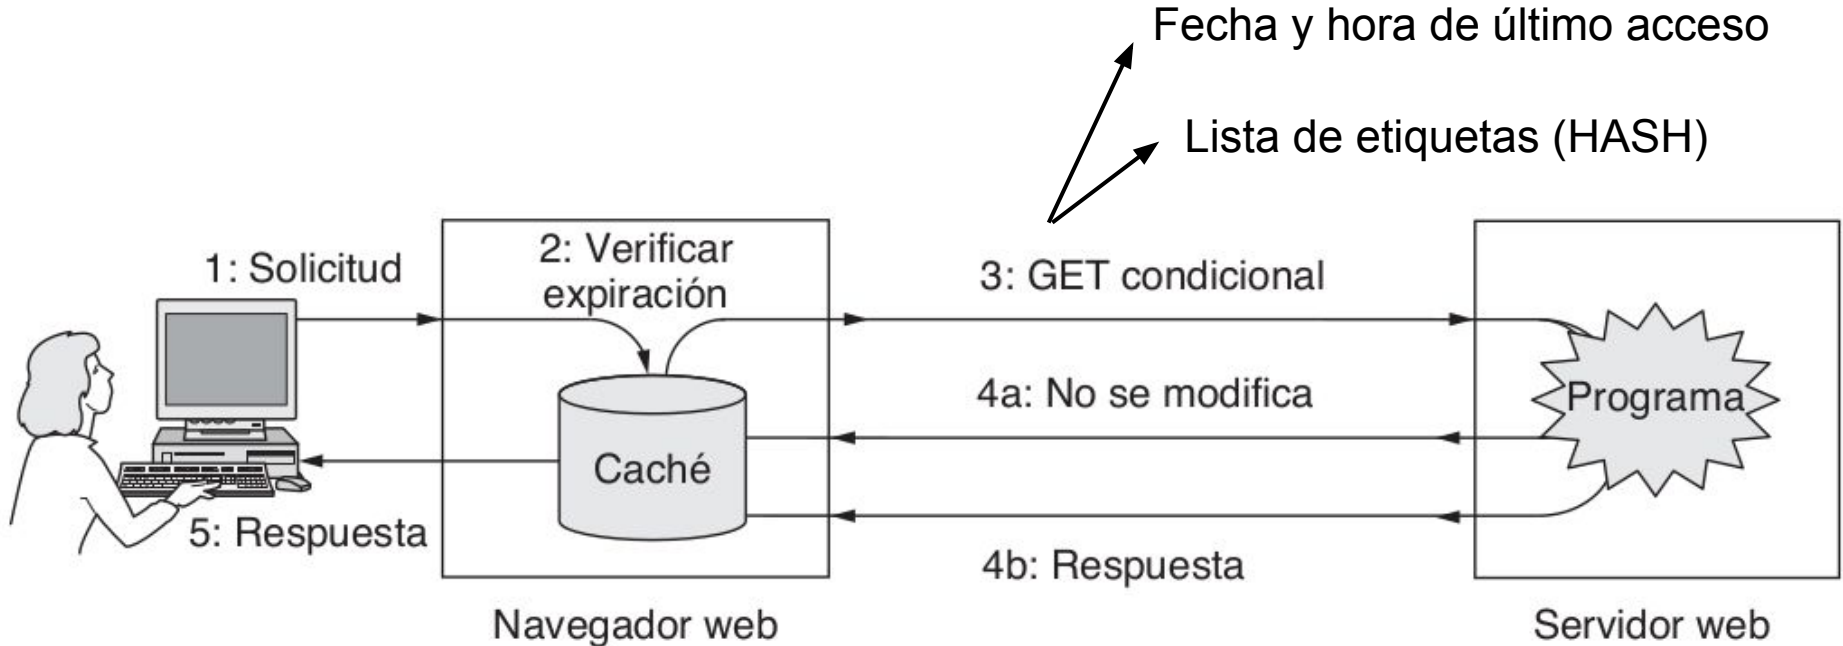 Fecha y hora de último acceso
Lista de etiquetas (HASH)
1: Solicitud
2: Verificar
expiración
3: GET condicional
4a: No se modifica
Programa
Caché
5: Respuesta
4b: Respuesta
Navegador web
Servidor web